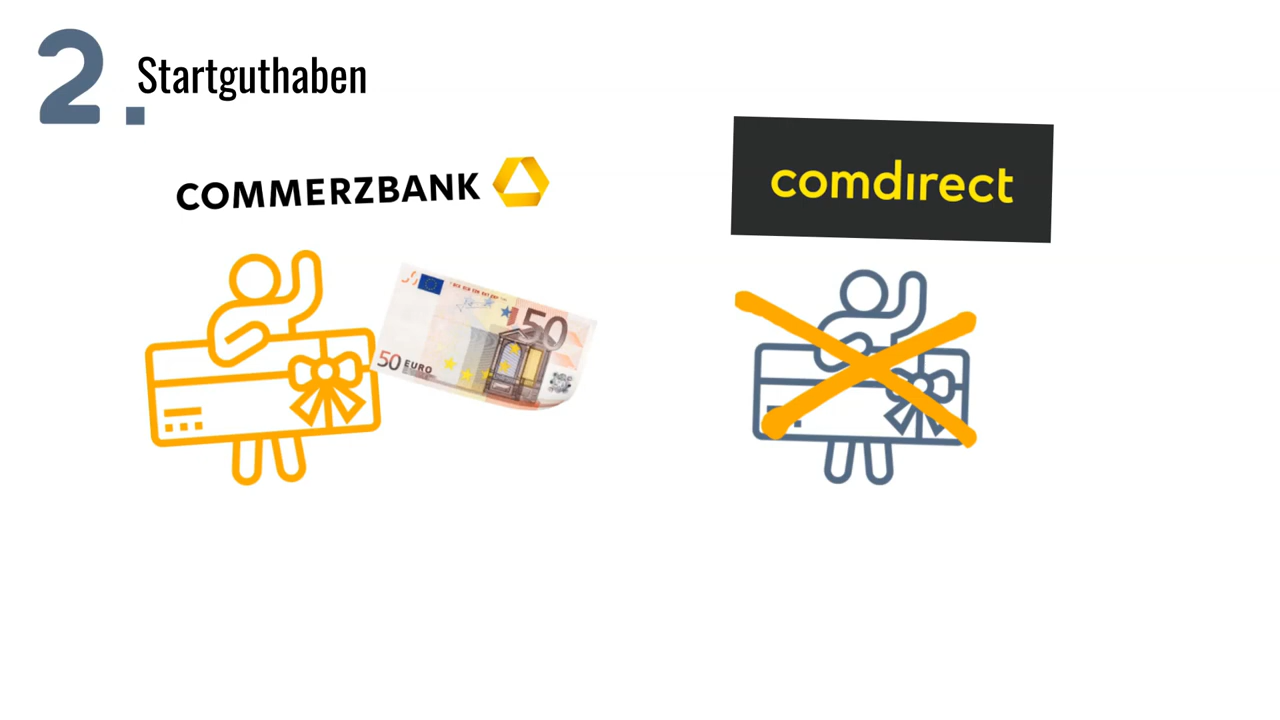 2.
Startguthaben
COMMERZBANK
comdirect
50
50 EURO